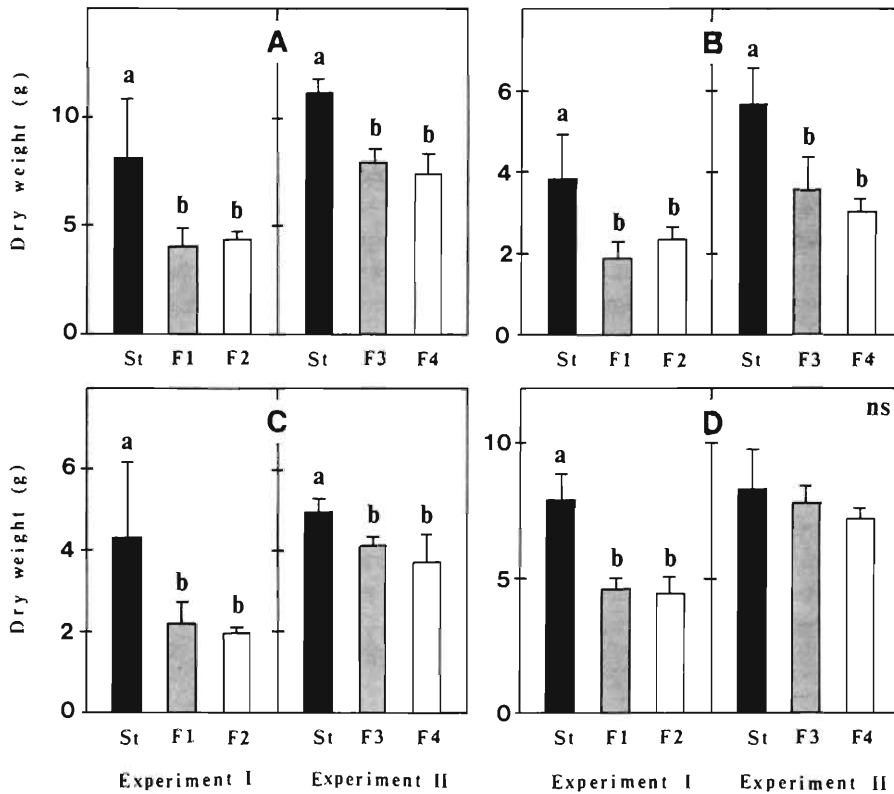 A
B
Dry weight (g)
10
5
0
a
b
b
a
b
b
6
4
2
0
a
b
b
a
b
b
St F1 F2 St F3 F4
St F1 F2 St F3 F4
C
D
ns
Dry weight (g)
6
4
2
0
a
b
b
a
b
b
10
5
0
a
b
b
St F1 F2 St F3 F4
St F1 F2 St F3 F4
Experiment I Experiment II
Experiment I Experiment II